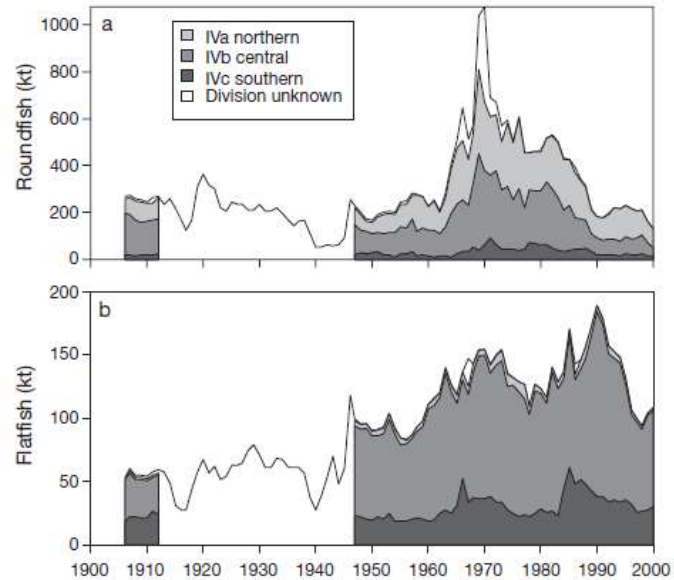 a
1000
800
600
400
200
0
Roundfish (kt)
IVa northern
IVb central
IVc southern
Division unknown
b
200
150
100
50
0
Flatfish (kt)
1900 1910 1920 1930 1940 1950 1960 1970 1980 1990 2000